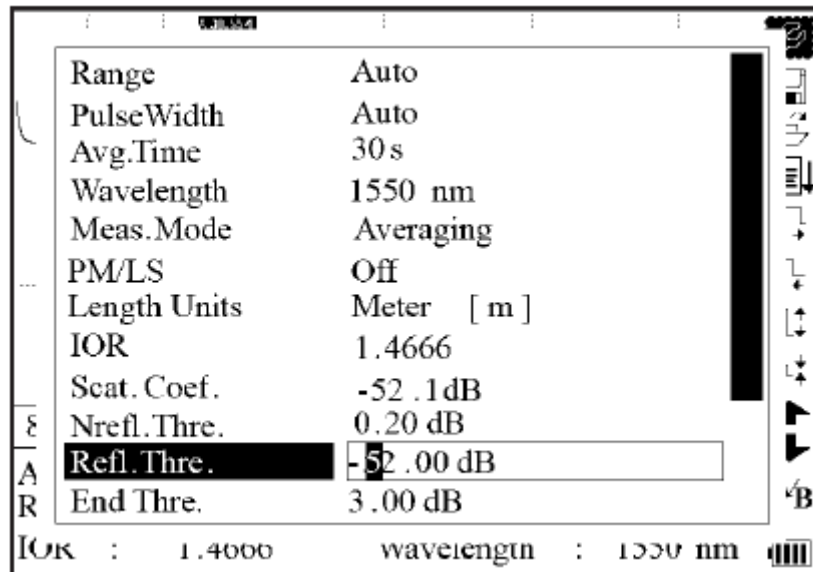 Range Auto
PulseWidth Auto
Avg.Time 30 s
Wavelength 1550 nm
Meas.Mode Averaging
PM/LS Off
Length Units Meter [ m ]
IOR 1.4666
Scat. Coef. -52 .1dB
Nrefl.Thre. 0.20 dB
Refl.Thre. -52 .00 dB
End Thre. 3.00 dB
A
R
B
IOR : 1.4666 Wavelength : 1550 nm